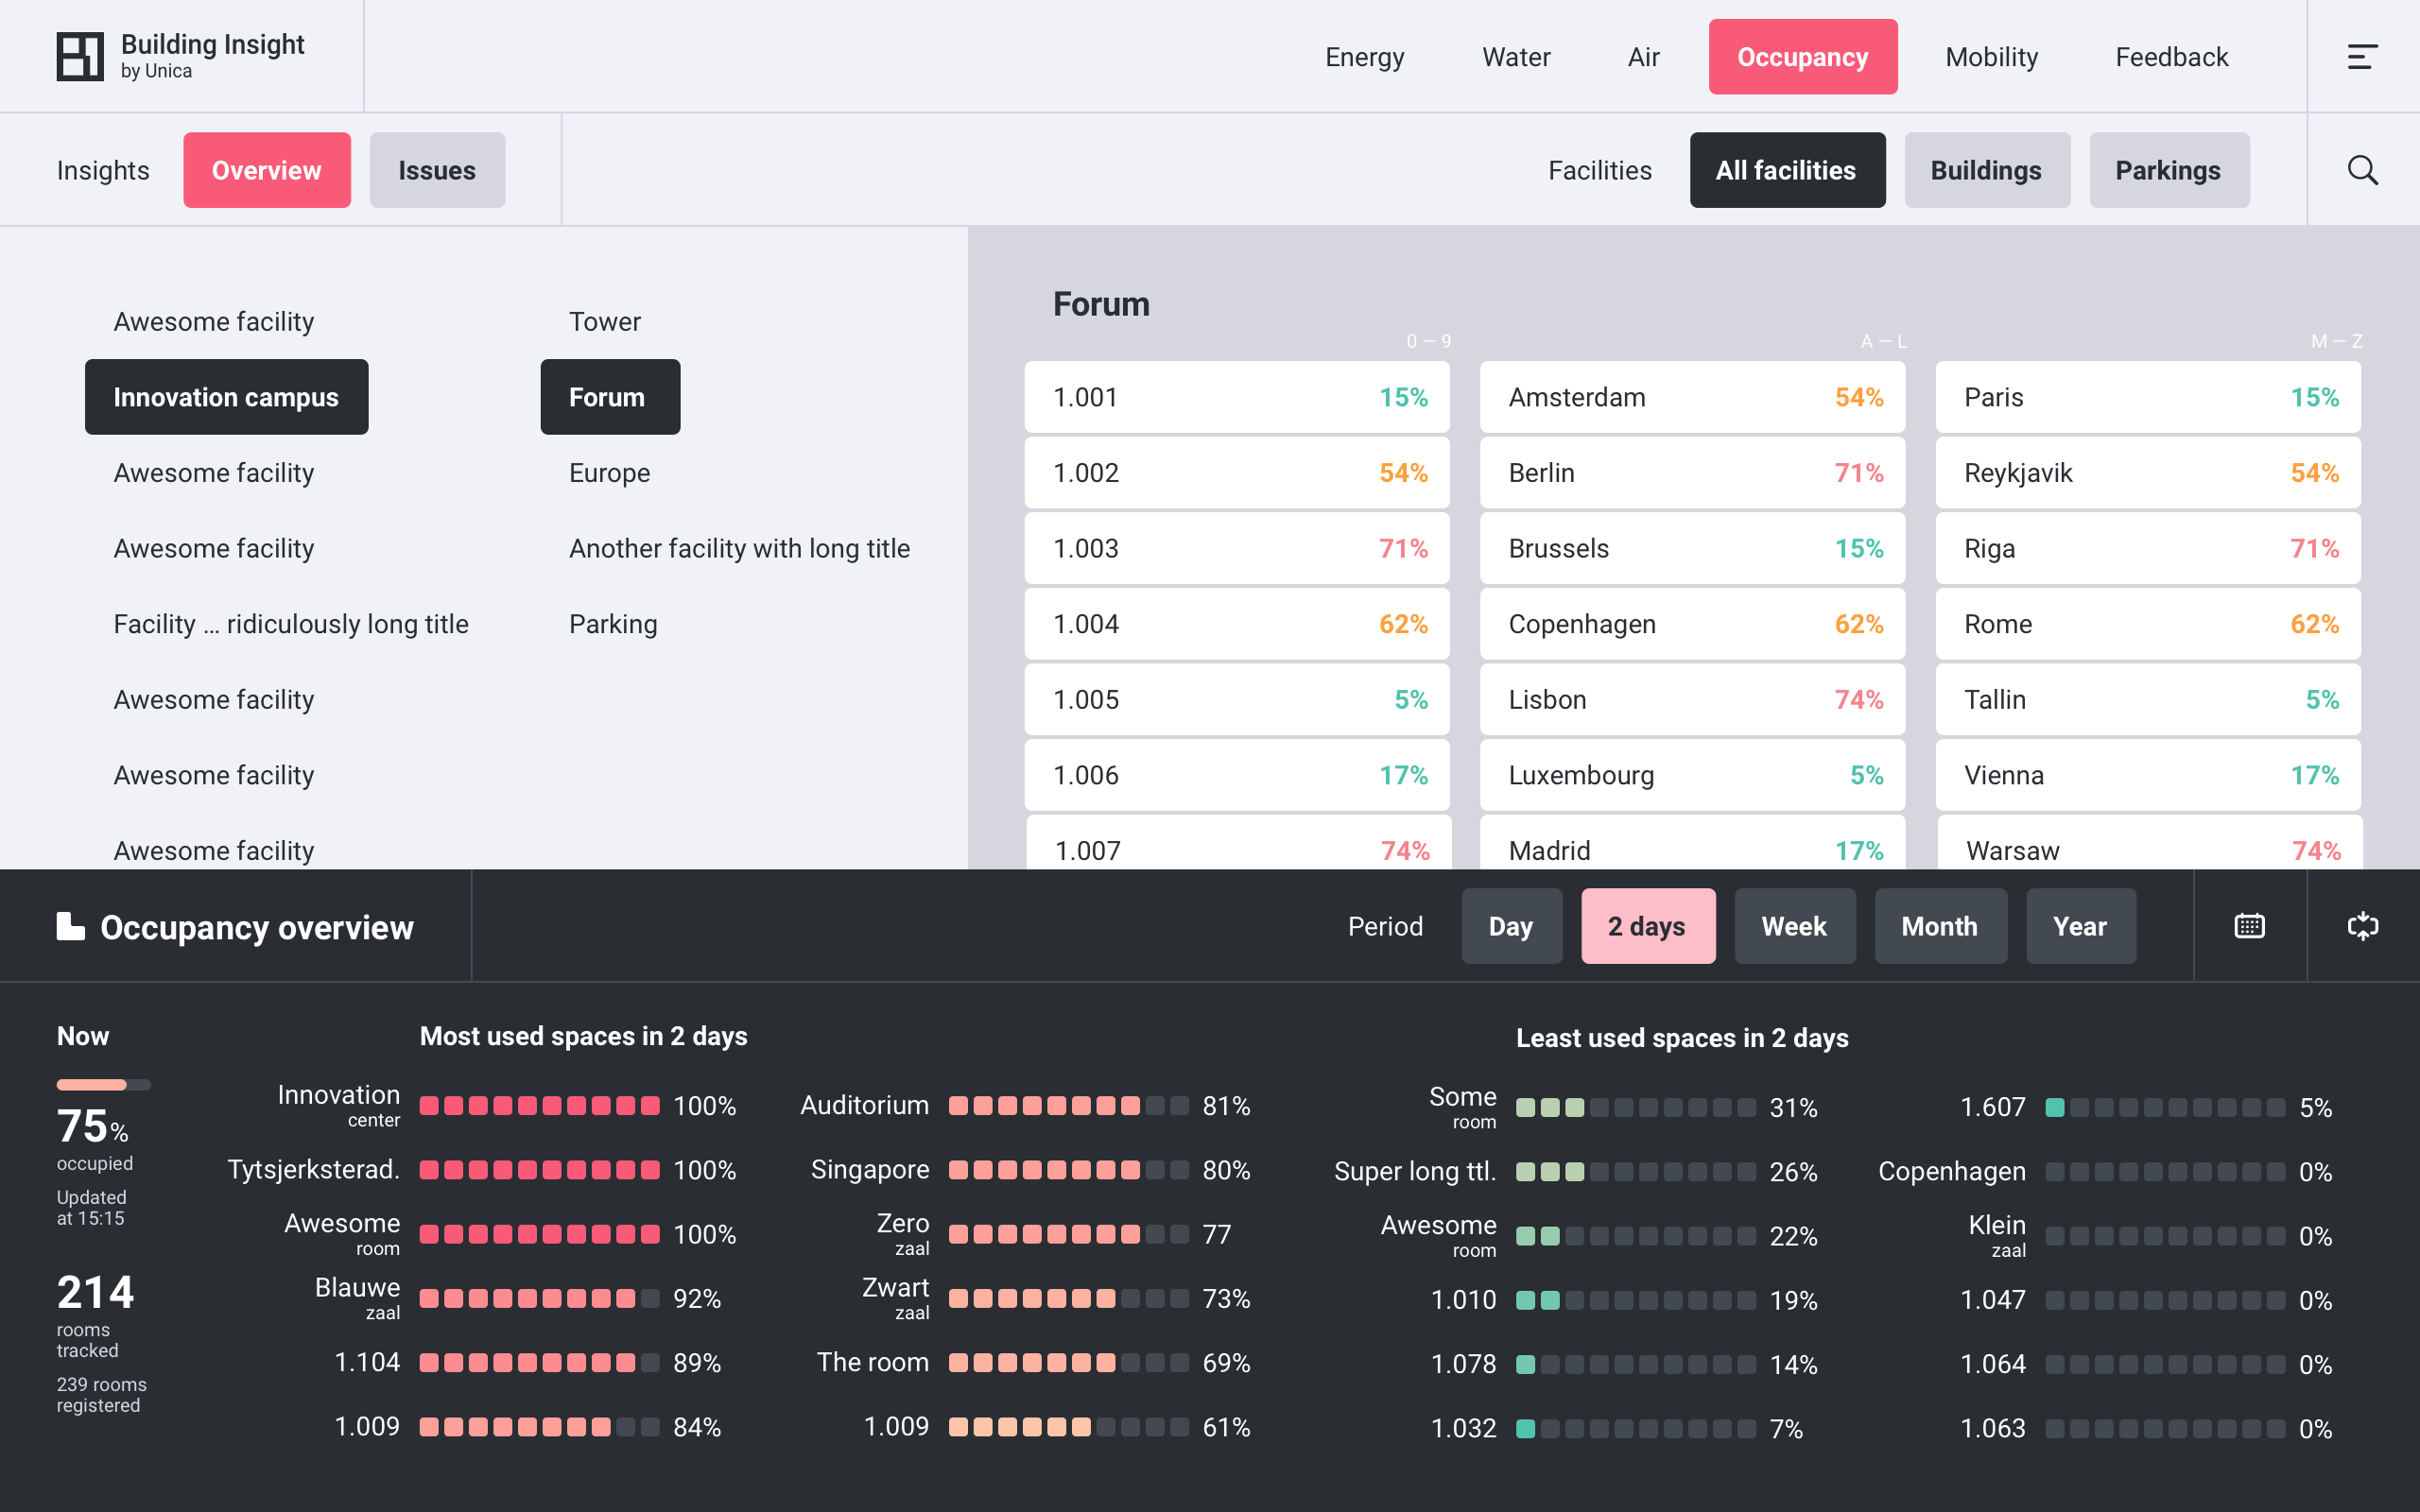 Building Insight
by Unica
Energy
Water
Air
Occupancy
Mobility
Feedback
Insights
Overview
Issues
Facilities
All facilities
Buildings
Parkings
Awesome facility
Innovation campus
Awesome facility
Awesome facility
Facility ... ridiculously long title
Awesome facility
Awesome facility
Awesome facility
Tower
Forum
Europe
Another facility with long title
Parking
Forum
0 — 9
1.001 15%
1.002 54%
1.003 71%
1.004 62%
1.005 5%
1.006 17%
1.007 74%
A — L
Amsterdam 54%
Berlin 71%
Brussels 15%
Copenhagen 62%
Lisbon 74%
Luxembourg 5%
Madrid 17%
M — Z
Paris 15%
Reykjavik 54%
Riga 71%
Rome 62%
Tallin 5%
Vienna 17%
Warsaw 74%
Occupancy overview
Period
Day
2 days
Week
Month
Year
Now
75%
occupied
Updated
at 15:15
214
rooms
tracked
239 rooms
registered
Most used spaces in 2 days
Innovation
center
100%
Tytsjerksterad. 100%
Awesome
room
100%
Blauwe
zaal
92%
1.104 89%
1.009 84%
Auditorium 81%
Singapore 80%
Zero
zaal
77
Zwart
zaal
73%
The room 69%
1.009 61%
Least used spaces in 2 days
Some
room
31%
Super long ttl. 26%
Awesome
room
22%
1.010 19%
1.078 14%
1.032 7%
1.607 5%
Copenhagen 0%
Klein
zaal
0%
1.047 0%
1.064 0%
1.063 0%